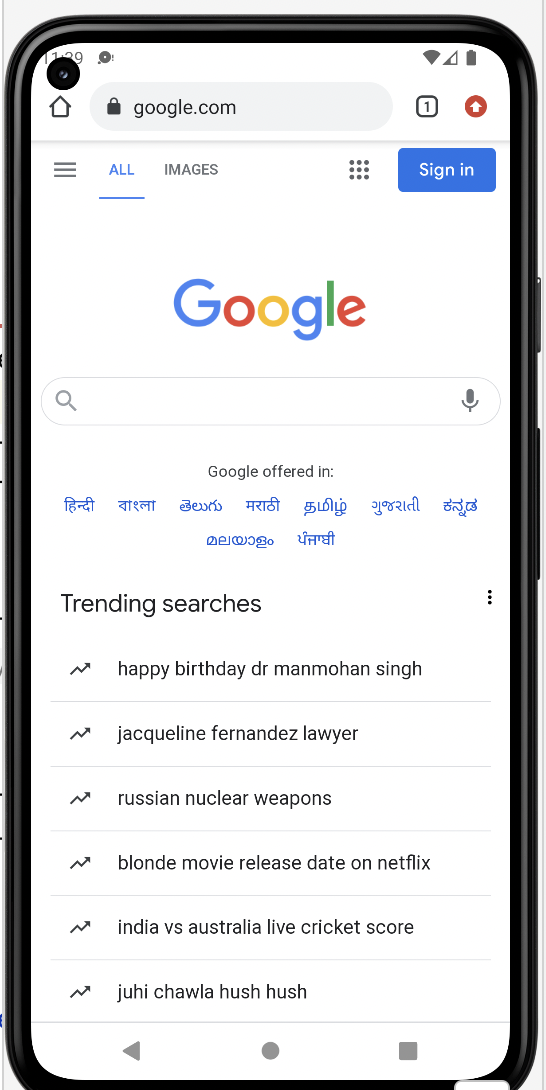 11:29
google.com
1
ALL IMAGES Sign in
Google
Google offered in:
हिन्दी বাংলা తెలుగు मराठी தமிழ் ગુજરાતી ಕನ್ನಡ
മലയാളം ਪੰਜਾਬੀ
Trending searches
happy birthday dr manmohan singh
jacqueline fernandez lawyer
russian nuclear weapons
blonde movie release date on netflix
india vs australia live cricket score
juhi chawla hush hush